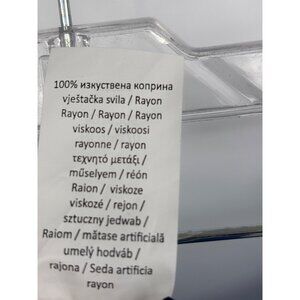 100% изкуствена коприна
vještačka svila / Rayon
Rayon / Rayon / Rayon
viskoos / viskoosi
rayonne / rayon
τεχνητό μετάξι /
műselyem / réón
Raion / viskoze
viskozé / rejon /
sztuczny jedwab /
Raiom / mătase artificială
umelý hodváb /
rajona / Seda artificia
rayon